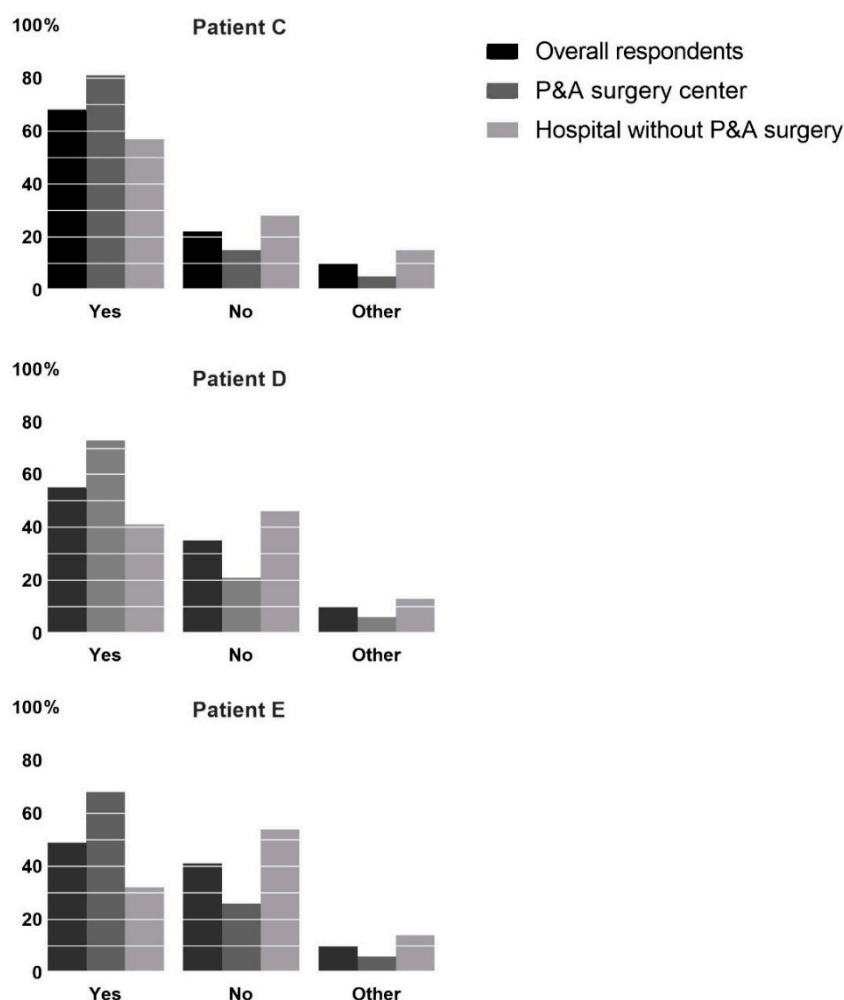 100%
Patient C
80
60
40
20
0
Yes No Other
Overall respondents
P&A surgery center
Hospital without P&A surgery
100%
Patient D
80
60
40
20
0
Yes No Other
100%
Patient E
80
60
40
20
0
Yes No Other